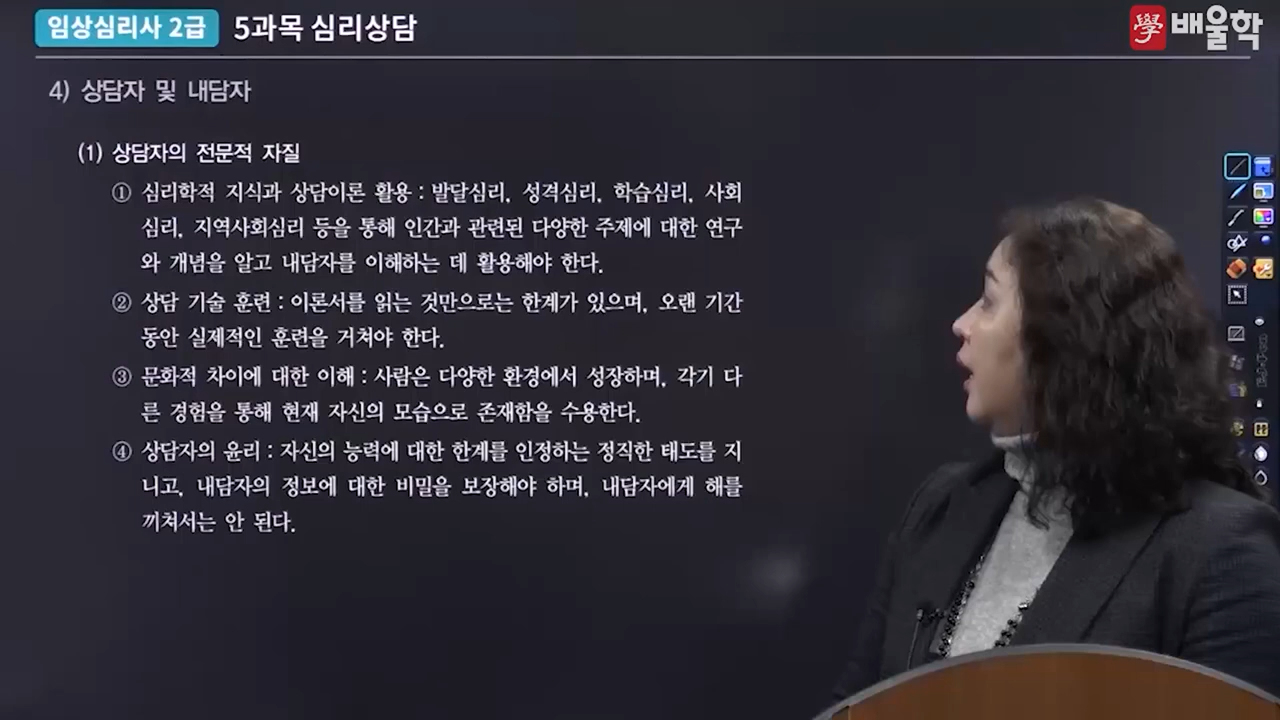 임상심리사 2급 5과목 심리상담
學 배울학
4) 상담자 및 내담자
(1) 상담자의 전문적 자질
① 심리학적 지식과 상담이론 활용 : 발달심리, 성격심리, 학습심리, 사회
심리, 지역사회심리 등을 통해 인간과 관련된 다양한 주제에 대한 연구
와 개념을 알고 내담자를 이해하는 데 활용해야 한다.
② 상담 기술 훈련 : 이론서를 읽는 것만으로는 한계가 있으며, 오랜 기간
동안 실제적인 훈련을 거쳐야 한다.
③ 문화적 차이에 대한 이해 : 사람은 다양한 환경에서 성장하며, 각기 다
른 경험을 통해 현재 자신의 모습으로 존재함을 수용한다.
④ 상담자의 윤리 : 자신의 능력에 대한 한계를 인정하는 정직한 태도를 지
니고, 내담자의 정보에 대한 비밀을 보장해야 하며, 내담자에게 해를
끼쳐서는 안 된다.